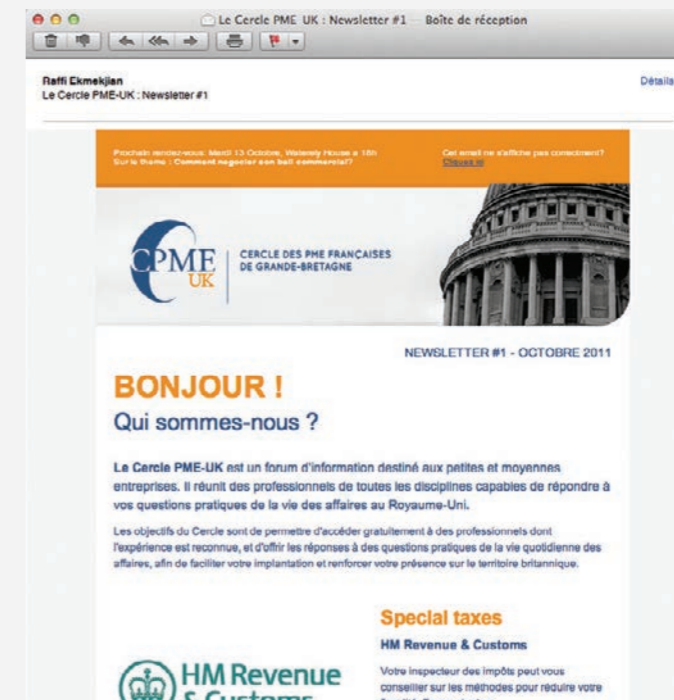 Le Cercle PME UK : Newsletter #1 — Boîte de réception
Raffi Ekmekjian
Détails
Le Cercle PME-UK : Newsletter #1
Prochain rendez-vous: Mardi 13 Octobre, Waterely House a 18h
Sur le theme : Comment negocier son bail commercial?
Cet email ne s'affiche pas correctment?
Cliquez ici
CPME
UK
CERCLE DES PME FRANÇAISES
DE GRANDE-BRETAGNE
NEWSLETTER #1 - OCTOBRE 2011
BONJOUR !
Qui sommes-nous ?
Le Cercle PME-UK est un forum d'information destiné aux petites et moyennes
entreprises. Il réunit des professionnels de toutes les disciplines capables de répondre à
vos questions pratiques de la vie des affaires au Royaume-Uni.
Les objectifs du Cercle sont de permettre d'accéder gratuitement à des professionnels dont
l'expérience est reconnue, et d'offrir les réponses à des questions pratiques de la vie quotidienne des
affaires, afin de faciliter votre implantation et renforcer votre présence sur le territoire britannique.
Special taxes
HM Revenue & Customs
HM Revenue
& Customs
Votre inspecteur des impôts peut vous
conseiller sur les méthodes pour réduire votre